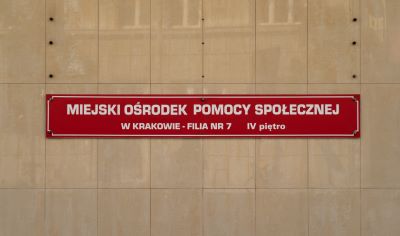 MIEJSKI OŚRODEK POMOCY SPOŁECZNEJ
W KRAKOWIE - FILIA NR 7 IV piętro